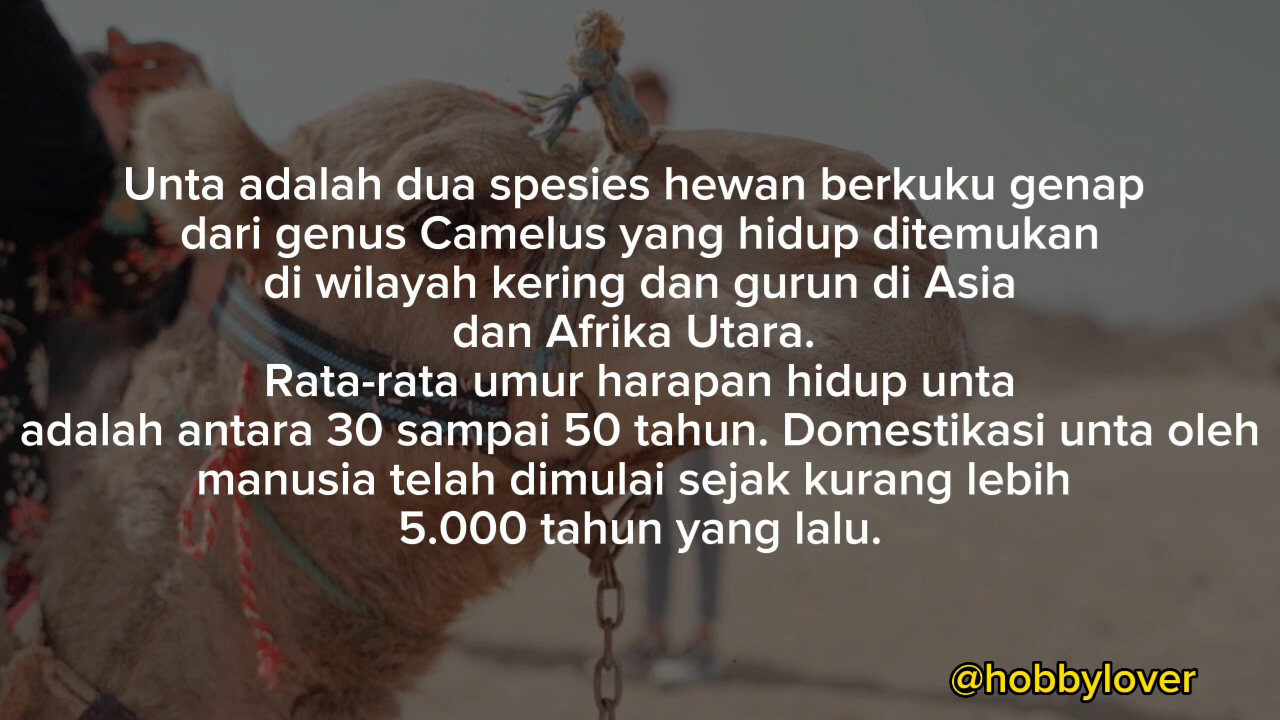 Unta adalah dua spesies hewan berkuku genap
dari genus Camelus yang hidup ditemukan
di wilayah kering dan gurun di Asia
dan Afrika Utara.
Rata-rata umur harapan hidup unta
adalah antara 30 sampai 50 tahun. Domestikasi unta oleh
manusia telah dimulai sejak kurang lebih
5.000 tahun yang lalu.
@hobbylover